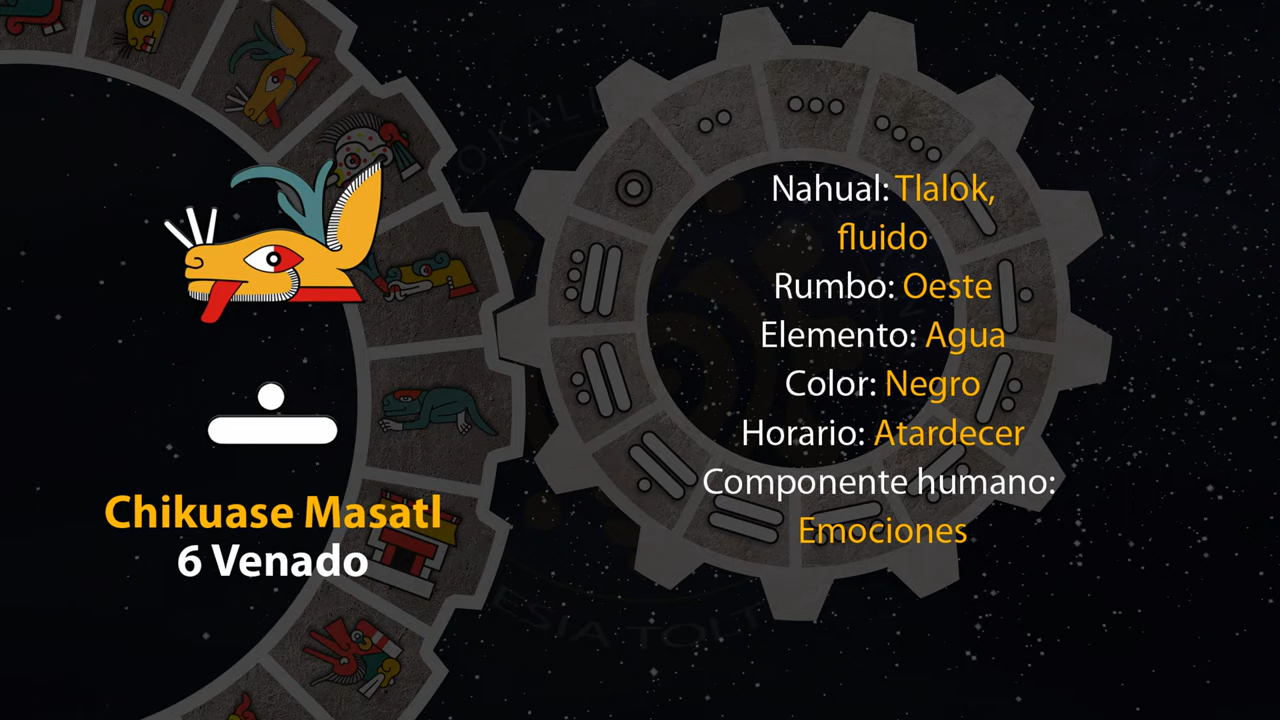 Chikuase Masatl
6 Venado
Nahual: Tlalok,
fluido
Rumbo: Oeste
Elemento: Agua
Color: Negro
Horario: Atardecer
Componente humano:
Emociones